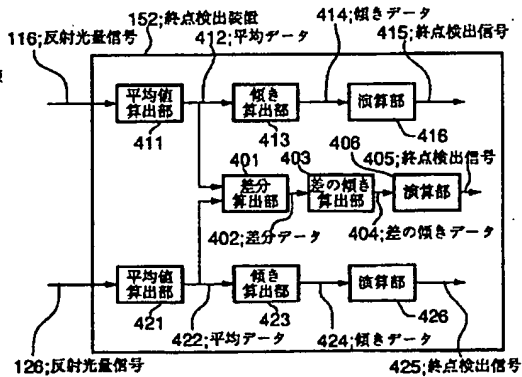 152;終点検出装置
414;傾きデータ
116;反射光量信号
412;平均データ
415;終点検出信号
平均値
算出部
411
傾き
算出部
413
演算部
416
401
差分
算出部
403
差の傾き
算出部
406
405;終点検出信号
演算部
402;差分データ
404;差の傾きデータ
平均値
算出部
421
傾き
算出部
423
演算部
426
422;平均データ
424;傾きデータ
126;反射光量信号
425;終点検出信号